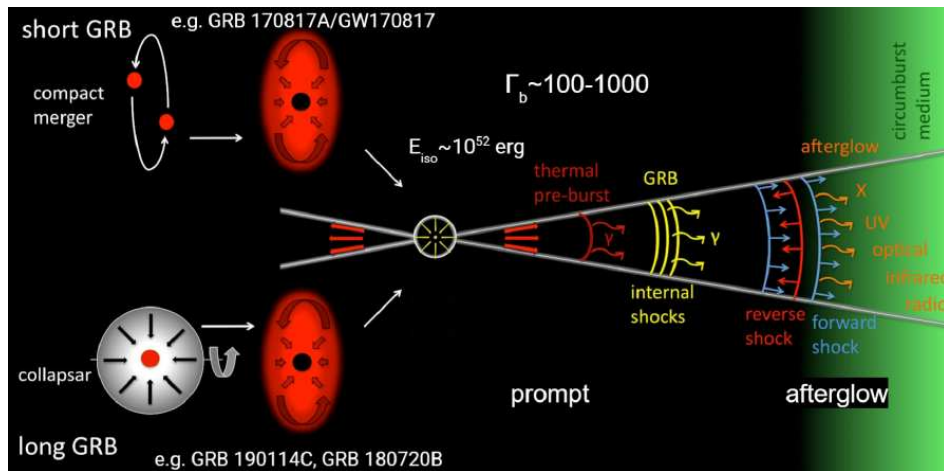 e.g. GRB 170817A/GW170817
short GRB
compact
merger
Γb~100-1000
circumburst
medium
Eiso~10^52 erg
afterglow
thermal
pre-burst
GRB
X
UV
γ
γ
optical
infrared
radio
internal
shocks
reverse
shock
forward
shock
collapsar
prompt
afterglow
long GRB
e.g. GRB 190114C, GRB 180720B